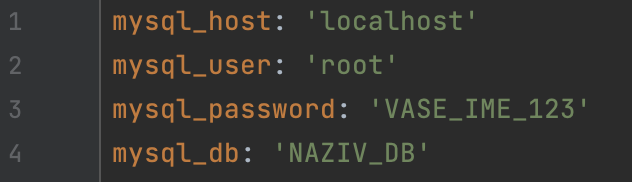 1 mysql_host: 'localhost'
2 mysql_user: 'root'
3 mysql_password: 'VASE_IME_123'
4 mysql_db: 'NAZIV_DB'